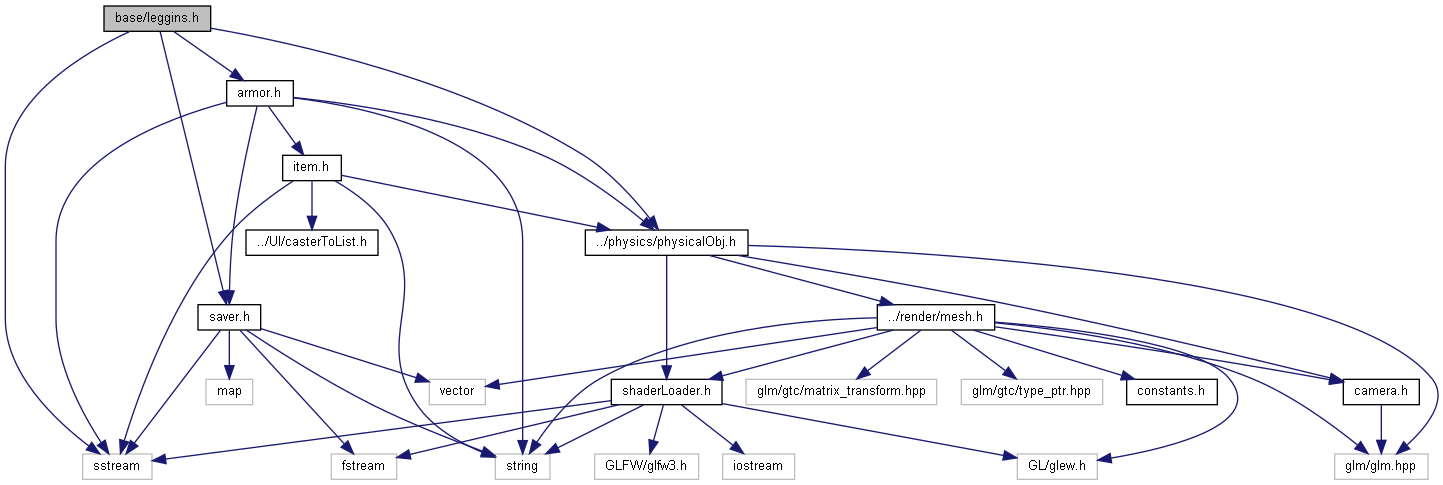 base/leggins.h
armor.h
item.h
../UI/casterToList.h
../physics/physicalObj.h
saver.h
../render/mesh.h
map
vector
shaderLoader.h
glm/gtc/matrix_transform.hpp
glm/gtc/type_ptr.hpp
constants.h
camera.h
sstream
fstream
string
GLFW/glfw3.h
iostream
GL/glew.h
glm/glm.hpp